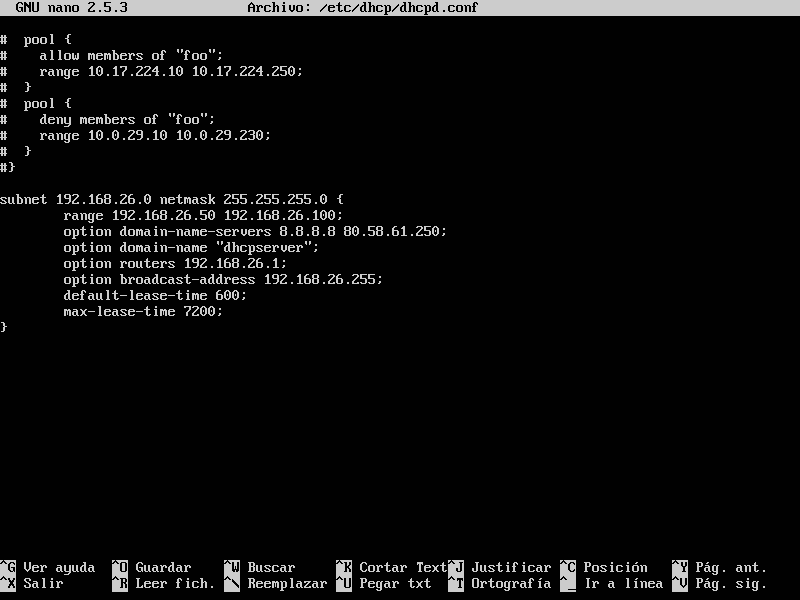 GNU nano 2.5.3 Archivo: /etc/dhcp/dhcpd.conf
#  pool {
#    allow members of "foo";
#    range 10.17.224.10 10.17.224.250;
#  }
#  pool {
#    deny members of "foo";
#    range 10.0.29.10 10.0.29.230;
#  }
#}
subnet 192.168.26.0 netmask 255.255.255.0 {
        range 192.168.26.50 192.168.26.100;
        option domain-name-servers 8.8.8.8 80.58.61.250;
        option domain-name "dhcpserver";
        option routers 192.168.26.1;
        option broadcast-address 192.168.26.255;
        default-lease-time 600;
        max-lease-time 7200;
}
^G Ver ayuda ^O Guardar ^W Buscar ^K Cortar Text ^J Justificar ^C Posición ^Y Pág. ant.
^X Salir ^R Leer fich. ^\ Reemplazar ^U Pegar txt ^T Ortografía ^_ Ir a línea ^V Pág. sig.